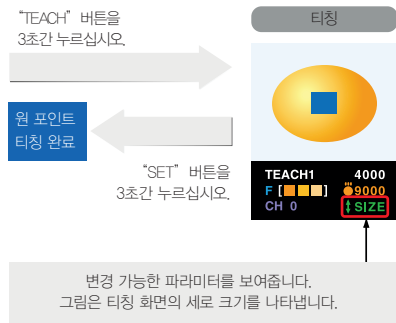 “TEACH” 버튼을
3초간 누르십시오.
티칭
원 포인트
티칭 완료
“SET” 버튼을
3초간 누르십시오.
TEACH1 4000
F [ ] 9000
CH 0 SIZE
변경 가능한 파라미터를 보여줍니다.
그림은 티칭 화면의 세로 크기를 나타냅니다.